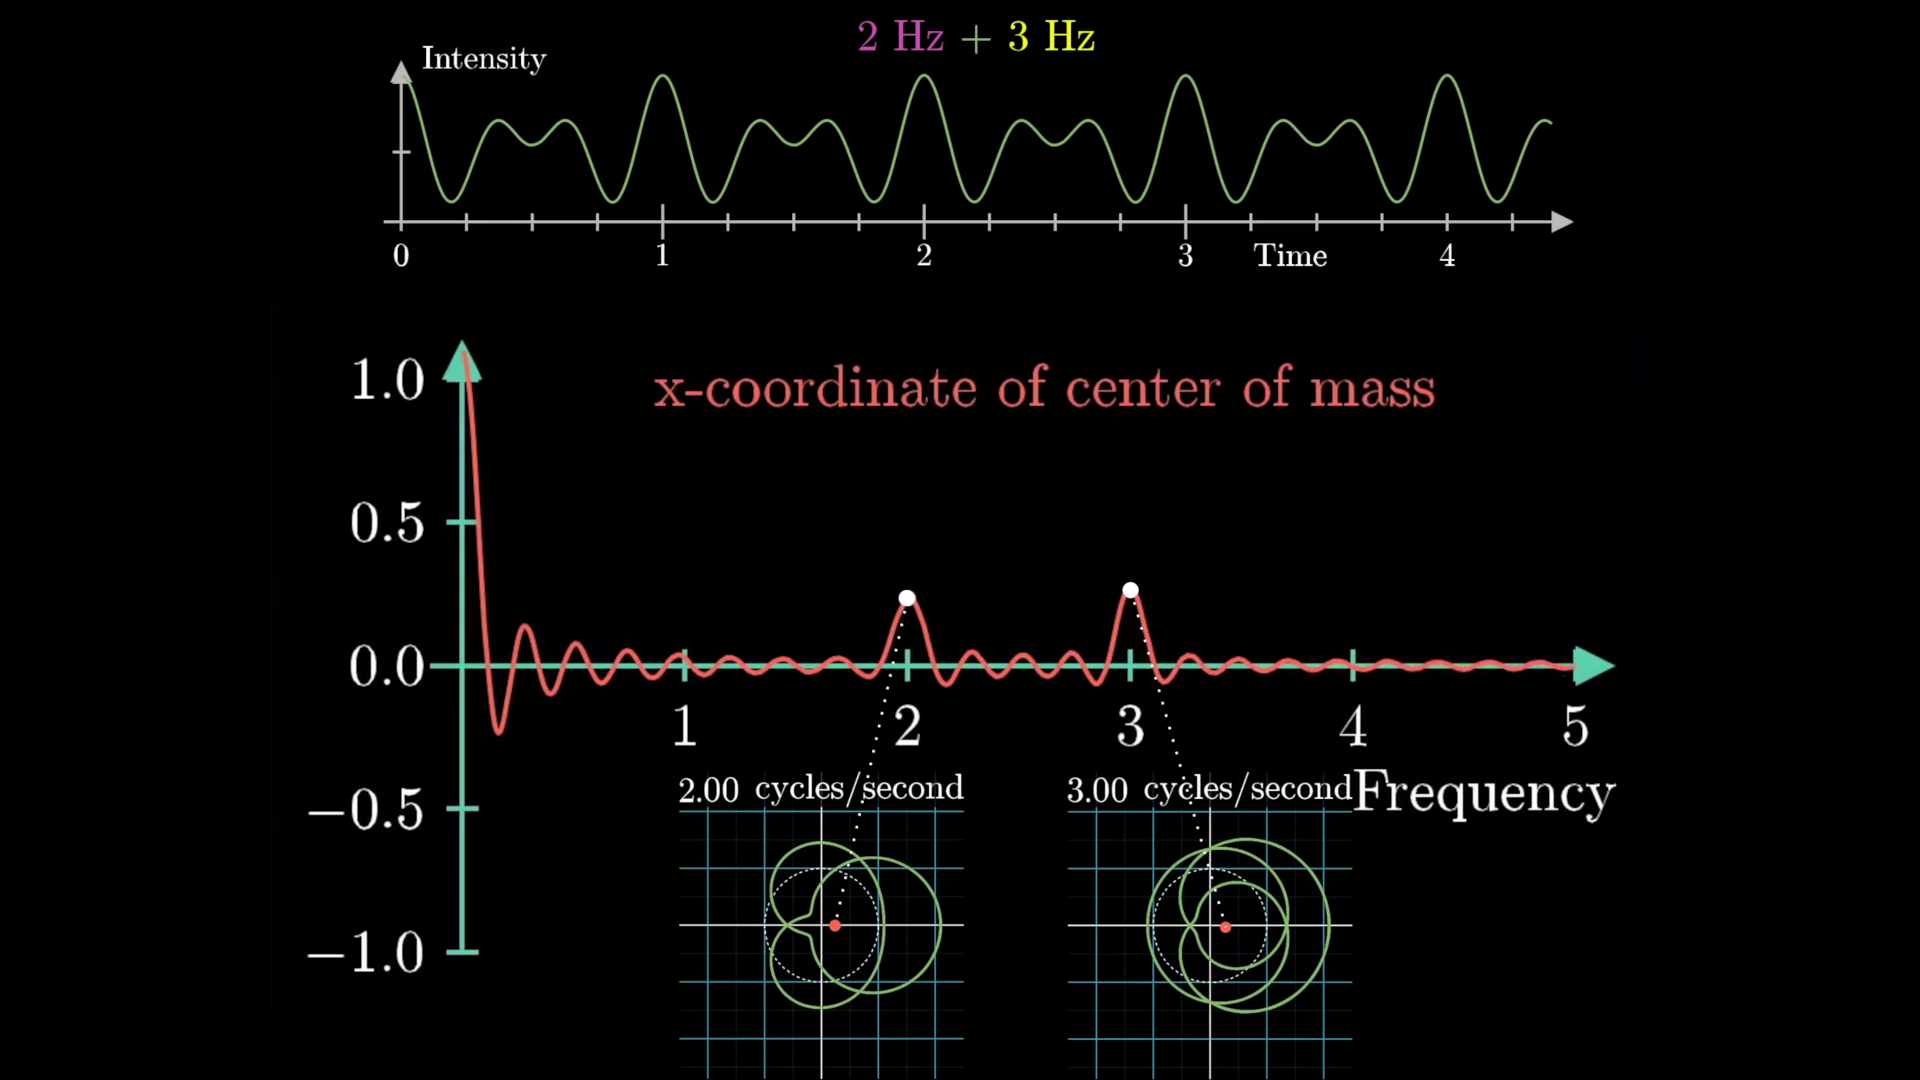 2 Hz + 3 Hz
Intensity
0 1 2 3 Time 4
x-coordinate of center of mass
1.0
0.5
0.0
−0.5
−1.0
1 2 3 4 5
Frequency
2.00 cycles/second
3.00 cycles/second